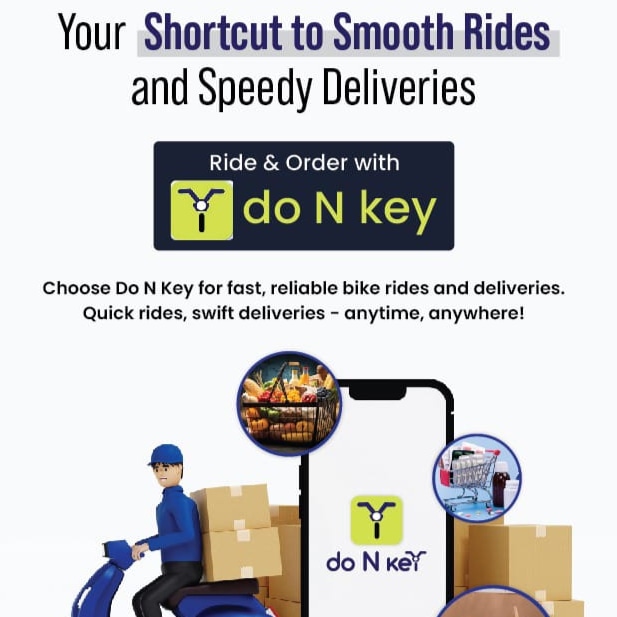 Your Shortcut to Smooth Rides
and Speedy Deliveries
Ride & Order with
do N key
Choose Do N Key for fast, reliable bike rides and deliveries.
Quick rides, swift deliveries - anytime, anywhere!
do N KeY